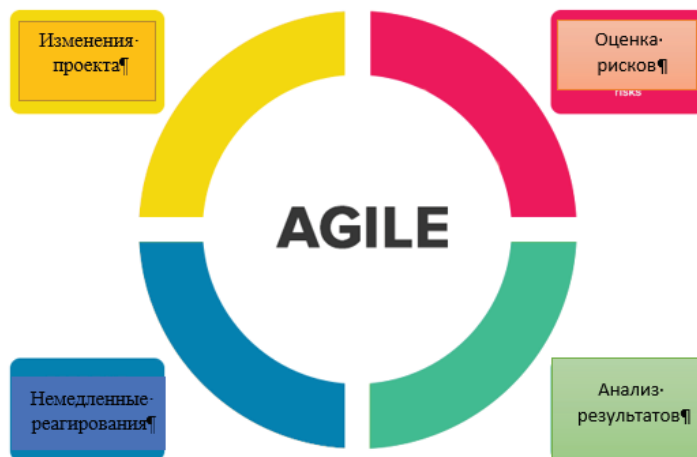 Изменения·
проекта¶
Оценка·
рисков¶
risks
AGILE
Немедленные·
реагирования¶
Анализ·
результатов¶